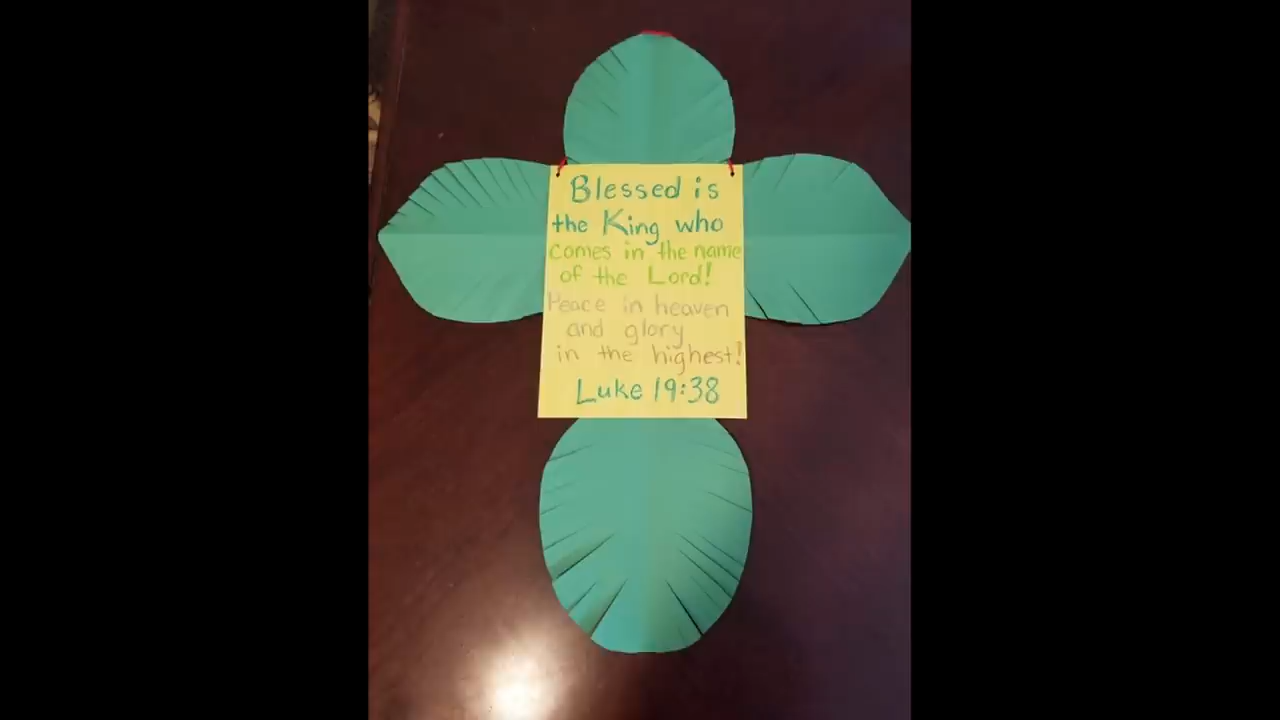 Blessed is
the King who
comes in the name
of the Lord!
Peace in heaven
and glory
in the highest!
Luke 19:38